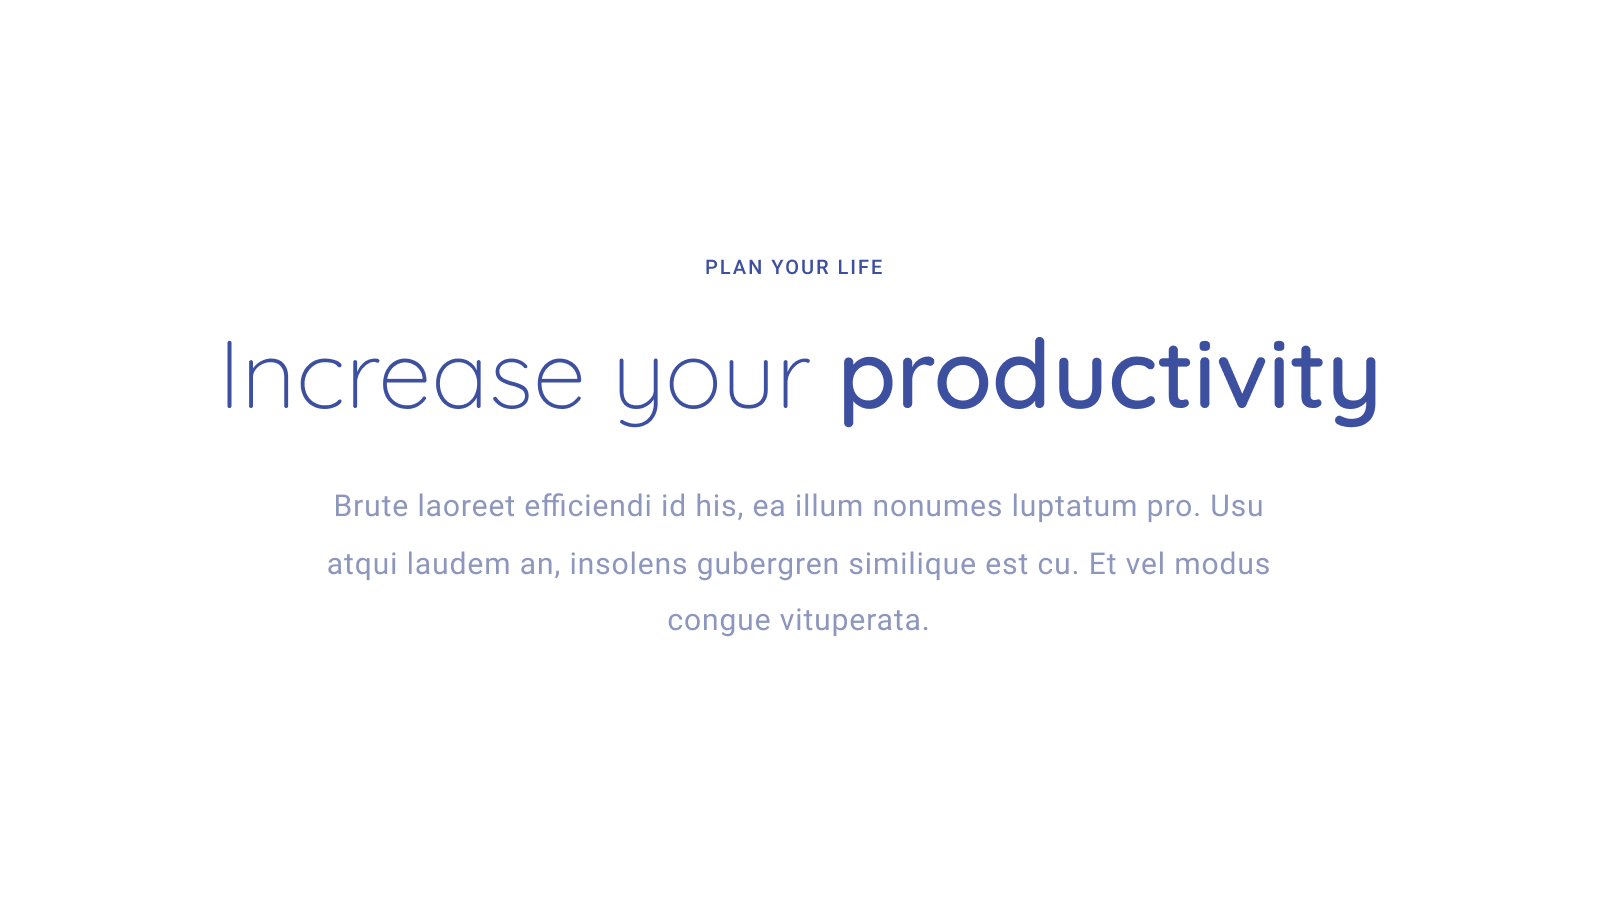 PLAN YOUR LIFE
Increase your productivity
Brute laoreet efficiendi id his, ea illum nonumes luptatum pro. Usu
atqui laudem an, insolens gubergren similique est cu. Et vel modus
congue vituperata.